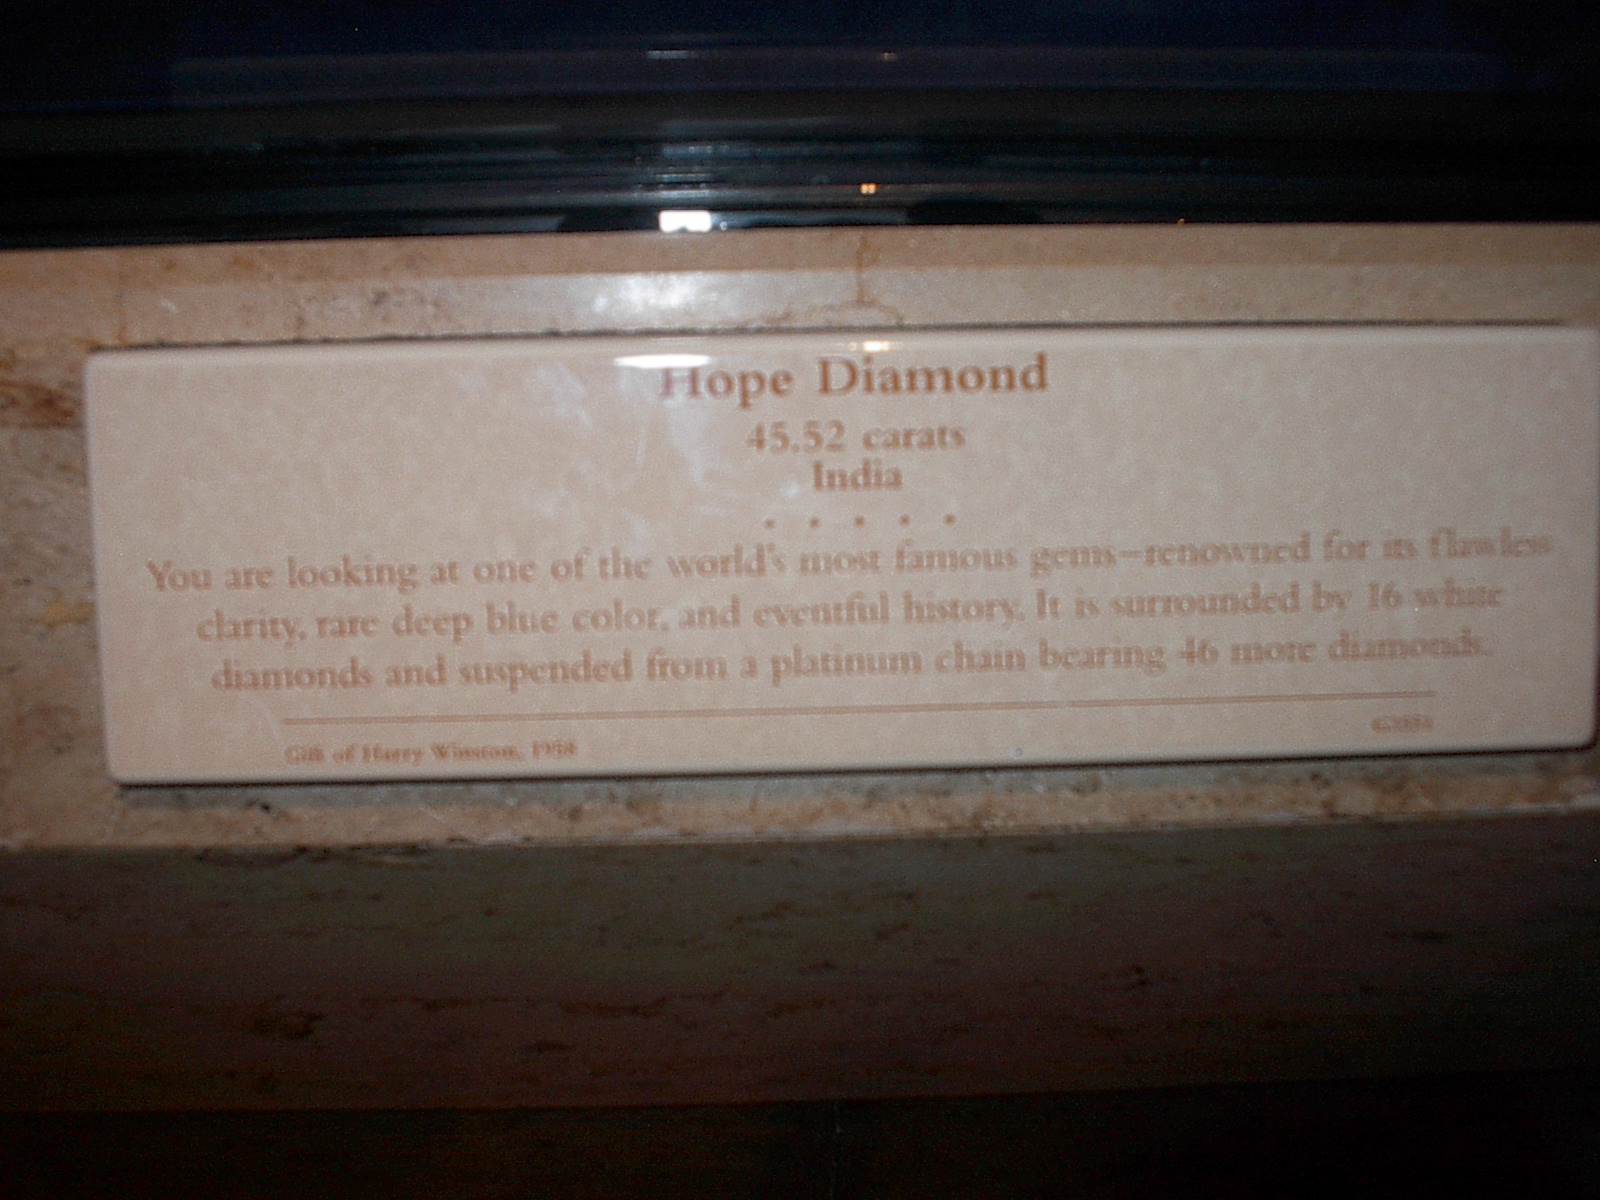 Hope Diamond
45.52 carats
India
• • • • •
You are looking at one of the world's most famous gems—renowned for its flawless
clarity, rare deep blue color, and eventful history. It is surrounded by 16 white
diamonds and suspended from a platinum chain bearing 46 more diamonds.
Gift of Harry Winston, 1958